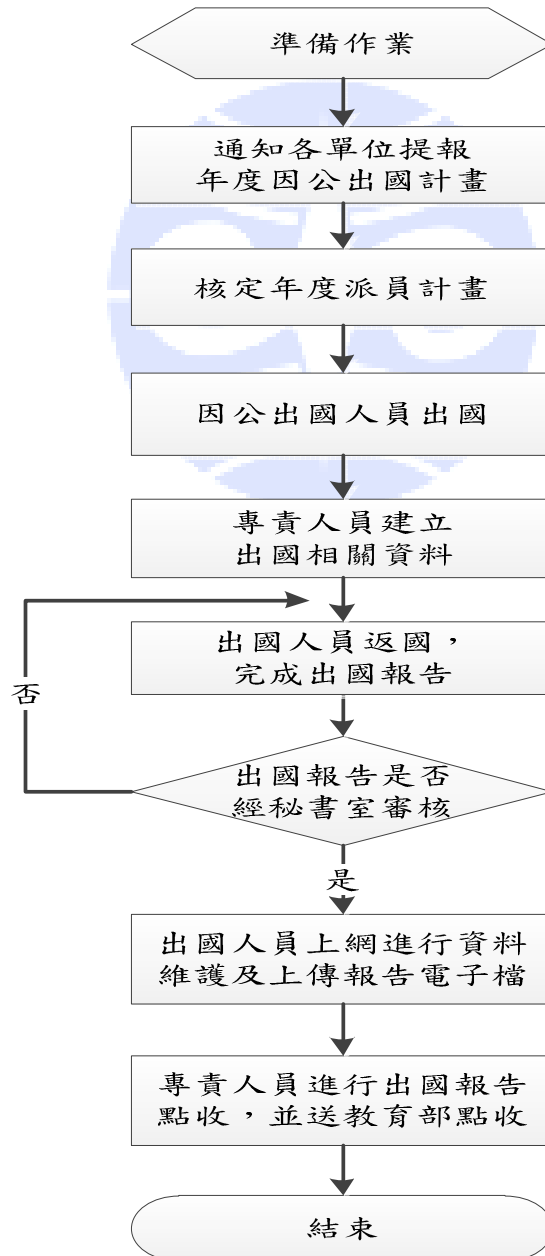 準備作業
通知各單位提報
年度因公出國計畫
核定年度派員計畫
因公出國人員出國
專責人員建立
出國相關資料
出國人員返國，
完成出國報告
否
出國報告是否
經秘書室審核
是
出國人員上網進行資料
維護及上傳報告電子檔
專責人員進行出國報告
點收，並送教育部點收
結束